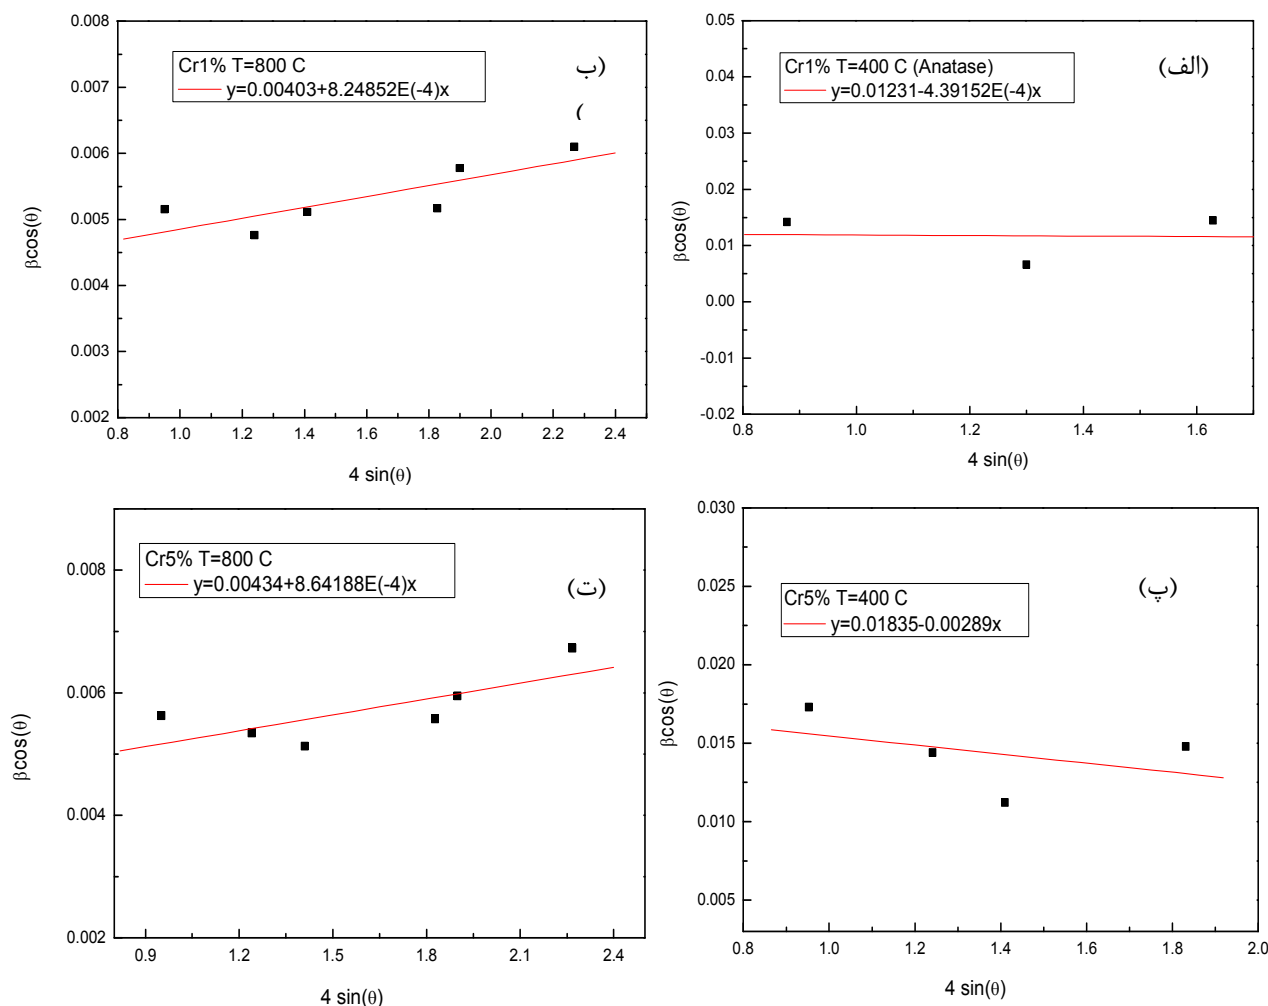 0.008
0.007
0.006
0.005
0.004
0.003
0.002
βcos(θ)
Cr1% T=800 C
y=0.00403+8.24852E(-4)x
(ب
)
0.8 1.0 1.2 1.4 1.6 1.8 2.0 2.2 2.4
4 sin(θ)
0.05
0.04
0.03
0.02
0.01
0.00
-0.01
-0.02
βcos(θ)
Cr1% T=400 C (Anatase)
y=0.01231-4.39152E(-4)x
(الف)
0.8 1.0 1.2 1.4 1.6
4 sin(θ)
0.008
0.006
0.004
0.002
βcos(θ)
Cr5% T=800 C
y=0.00434+8.64188E(-4)x
(ت)
0.9 1.2 1.5 1.8 2.1 2.4
4 sin(θ)
0.030
0.025
0.020
0.015
0.010
0.005
βcos(θ)
Cr5% T=400 C
y=0.01835-0.00289x
(پ)
0.8 1.0 1.2 1.4 1.6 1.8 2.0
4 sin(θ)